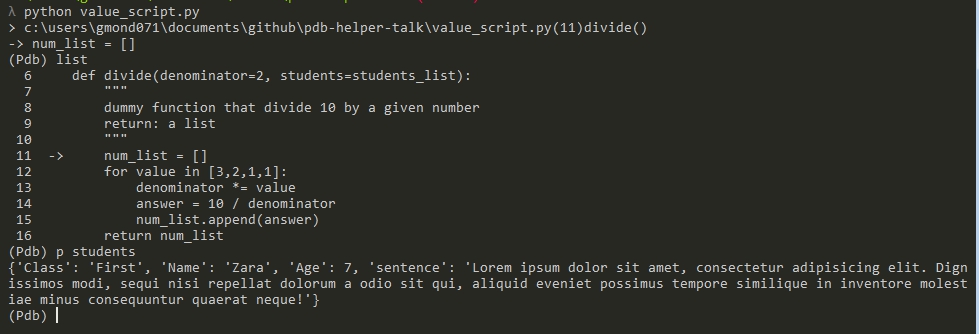 λ python value_script.py
> c:\users\gmond071\documents\github\pdb-helper-talk\value_script.py(11)divide()
-> num_list = []
(Pdb) list
  6     def divide(denominator=2, students=students_list):
  7         """
  8         dummy function that divide 10 by a given number
  9         return: a list
 10         """
 11  ->     num_list = []
 12         for value in [3,2,1,1]:
 13             denominator *= value
 14             answer = 10 / denominator
 15             num_list.append(answer)
 16         return num_list
(Pdb) p students
{'Class': 'First', 'Name': 'Zara', 'Age': 7, 'sentence': 'Lorem ipsum dolor sit amet, consectetur adipisicing elit. Dign
issimos modi, sequi nisi repellat dolorum a odio sit qui, aliquid eveniet possimus tempore similique in inventore molest
iae minus consequuntur quaerat neque!'}
(Pdb)